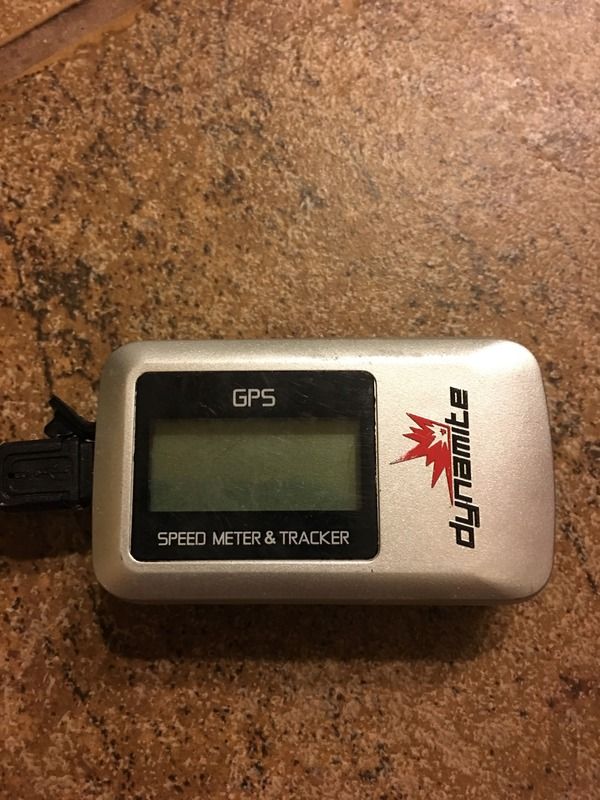 GPS
SPEED METER & TRACKER
dynamite